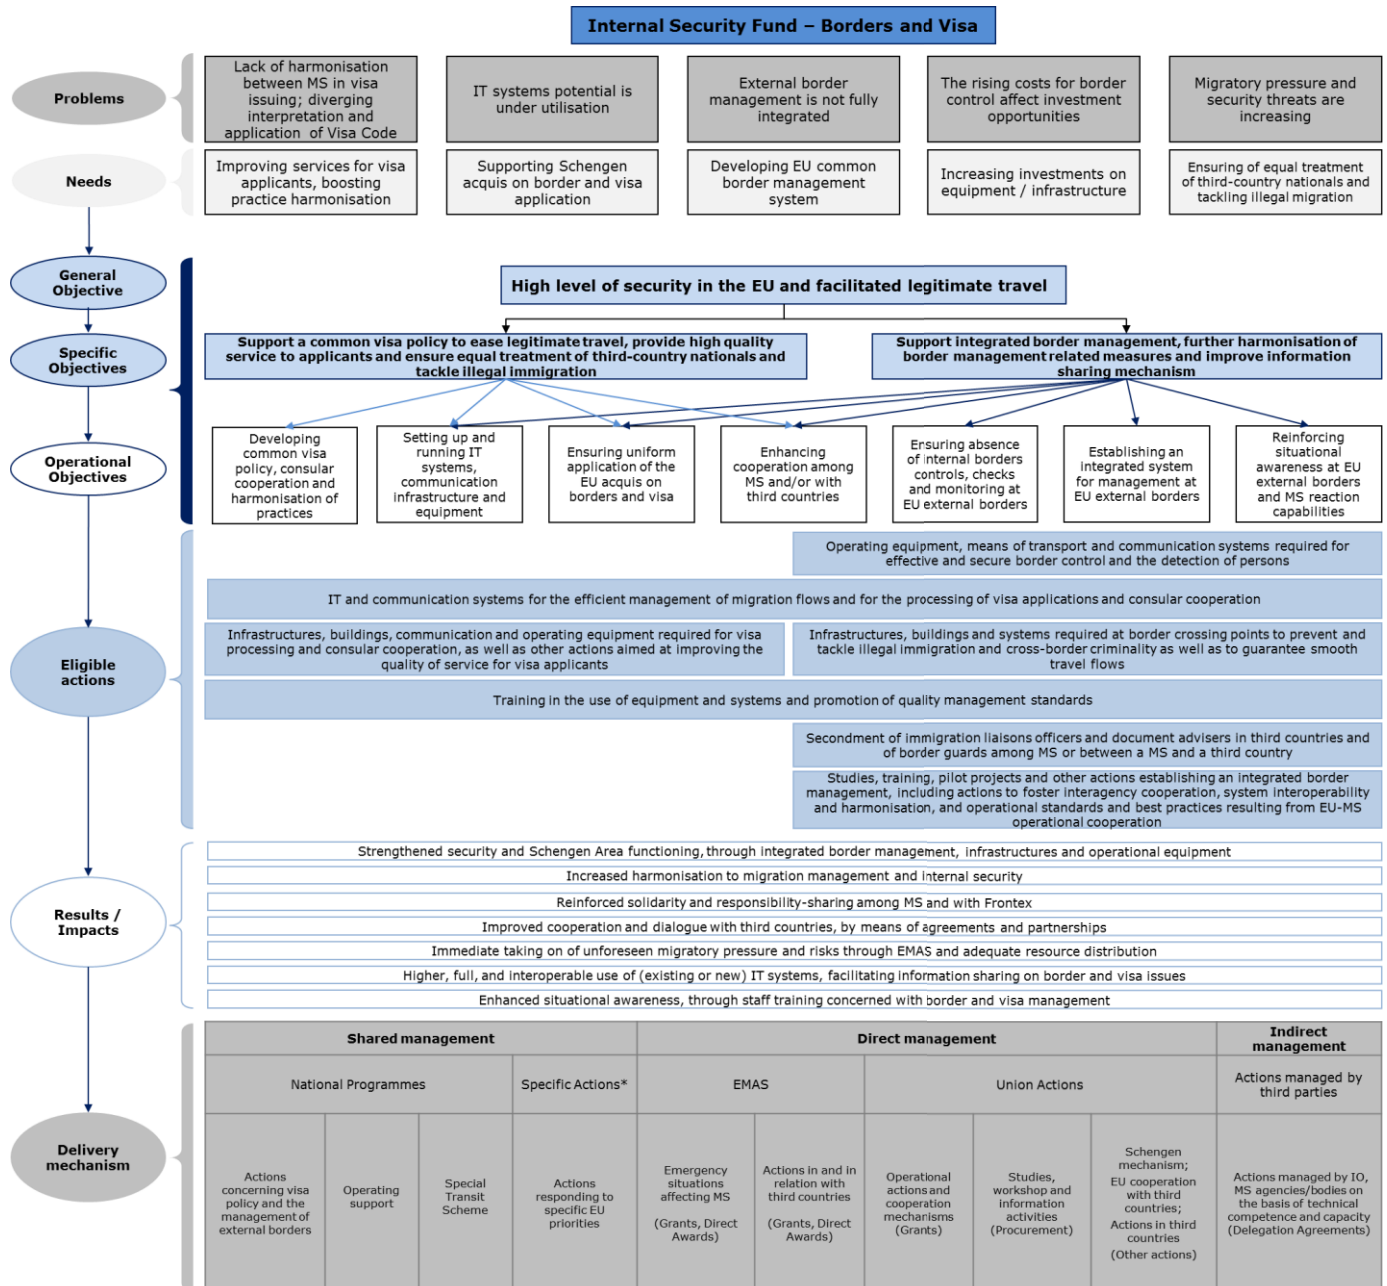 Internal Security Fund – Borders and Visa
Problems
Lack of harmonisation
between MS in visa
issuing; diverging
interpretation and
application of Visa Code
IT systems potential is
under utilisation
External border
management is not fully
integrated
The rising costs for border
control affect investment
opportunities
Migratory pressure and
security threats are
increasing
Needs
Improving services for visa
applicants, boosting
practice harmonisation
Supporting Schengen
acquis on border and visa
application
Developing EU common
border management
system
Increasing investments on
equipment / infrastructure
Ensuring of equal treatment
of third-country nationals and
tackling illegal migration
General
Objective
High level of security in the EU and facilitated legitimate travel
Specific
Objectives
Support a common visa policy to ease legitimate travel, provide high quality
service to applicants and ensure equal treatment of third-country nationals and
tackle illegal immigration
Support integrated border management, further harmonisation of
border management related measures and improve information
sharing mechanism
Operational
Objectives
Developing
common visa
policy, consular
cooperation and
harmonisation of
practices
Setting up and
running IT
systems,
communication
infrastructure and
equipment
Ensuring uniform
application of the
EU acquis on
borders and visa
Enhancing
cooperation among
MS and/or with
third countries
Ensuring absence
of internal borders
controls, checks
and monitoring at
EU external borders
Establishing an
integrated system
for management at
EU external borders
Reinforcing
situational
awareness at EU
external borders
and MS reaction
capabilities
Eligible
actions
Operating equipment, means of transport and communication systems required for
effective and secure border control and the detection of persons
IT and communication systems for the efficient management of migration flows and for the processing of visa applications and consular cooperation
Infrastructures, buildings, communication and operating equipment required for visa
processing and consular cooperation, as well as other actions aimed at improving the
quality of service for visa applicants
Infrastructures, buildings and systems required at border crossing points to prevent and
tackle illegal immigration and cross-border criminality as well as to guarantee smooth
travel flows
Training in the use of equipment and systems and promotion of quality management standards
Secondment of immigration liaisons officers and document advisers in third countries and
of border guards among MS or between a MS and a third country
Studies, training, pilot projects and other actions establishing an integrated border
management, including actions to foster interagency cooperation, system interoperability
and harmonisation, and operational standards and best practices resulting from EU-MS
operational cooperation
Results /
Impacts
Strengthened security and Schengen Area functioning, through integrated border management, infrastructures and operational equipment
Increased harmonisation to migration management and internal security
Reinforced solidarity and responsibility-sharing among MS and with Frontex
Improved cooperation and dialogue with third countries, by means of agreements and partnerships
Immediate taking on of unforeseen migratory pressure and risks through EMAS and adequate resource distribution
Higher, full, and interoperable use of (existing or new) IT systems, facilitating information sharing on border and visa issues
Enhanced situational awareness, through staff training concerned with border and visa management
Delivery
mechanism
Shared management
Direct management
Indirect
management
National Programmes
Specific Actions*
EMAS
Union Actions
Actions managed by
third parties
Actions
concerning visa
policy and the
management of
external borders
Operating
support
Special
Transit
Scheme
Actions
responding to
specific EU
priorities
Emergency
situations
affecting MS
(Grants, Direct
Awards)
Actions in and in
relation with
third countries
(Grants, Direct
Awards)
Operational
actions and
cooperation
mechanisms
(Grants)
Studies,
workshop and
information
activities
(Procurement)
Schengen
mechanism;
EU cooperation
with third
countries;
Actions in third
countries
(Other actions)
Actions managed by IO,
MS agencies/bodies on
the basis of technical
competence and capacity
(Delegation Agreements)